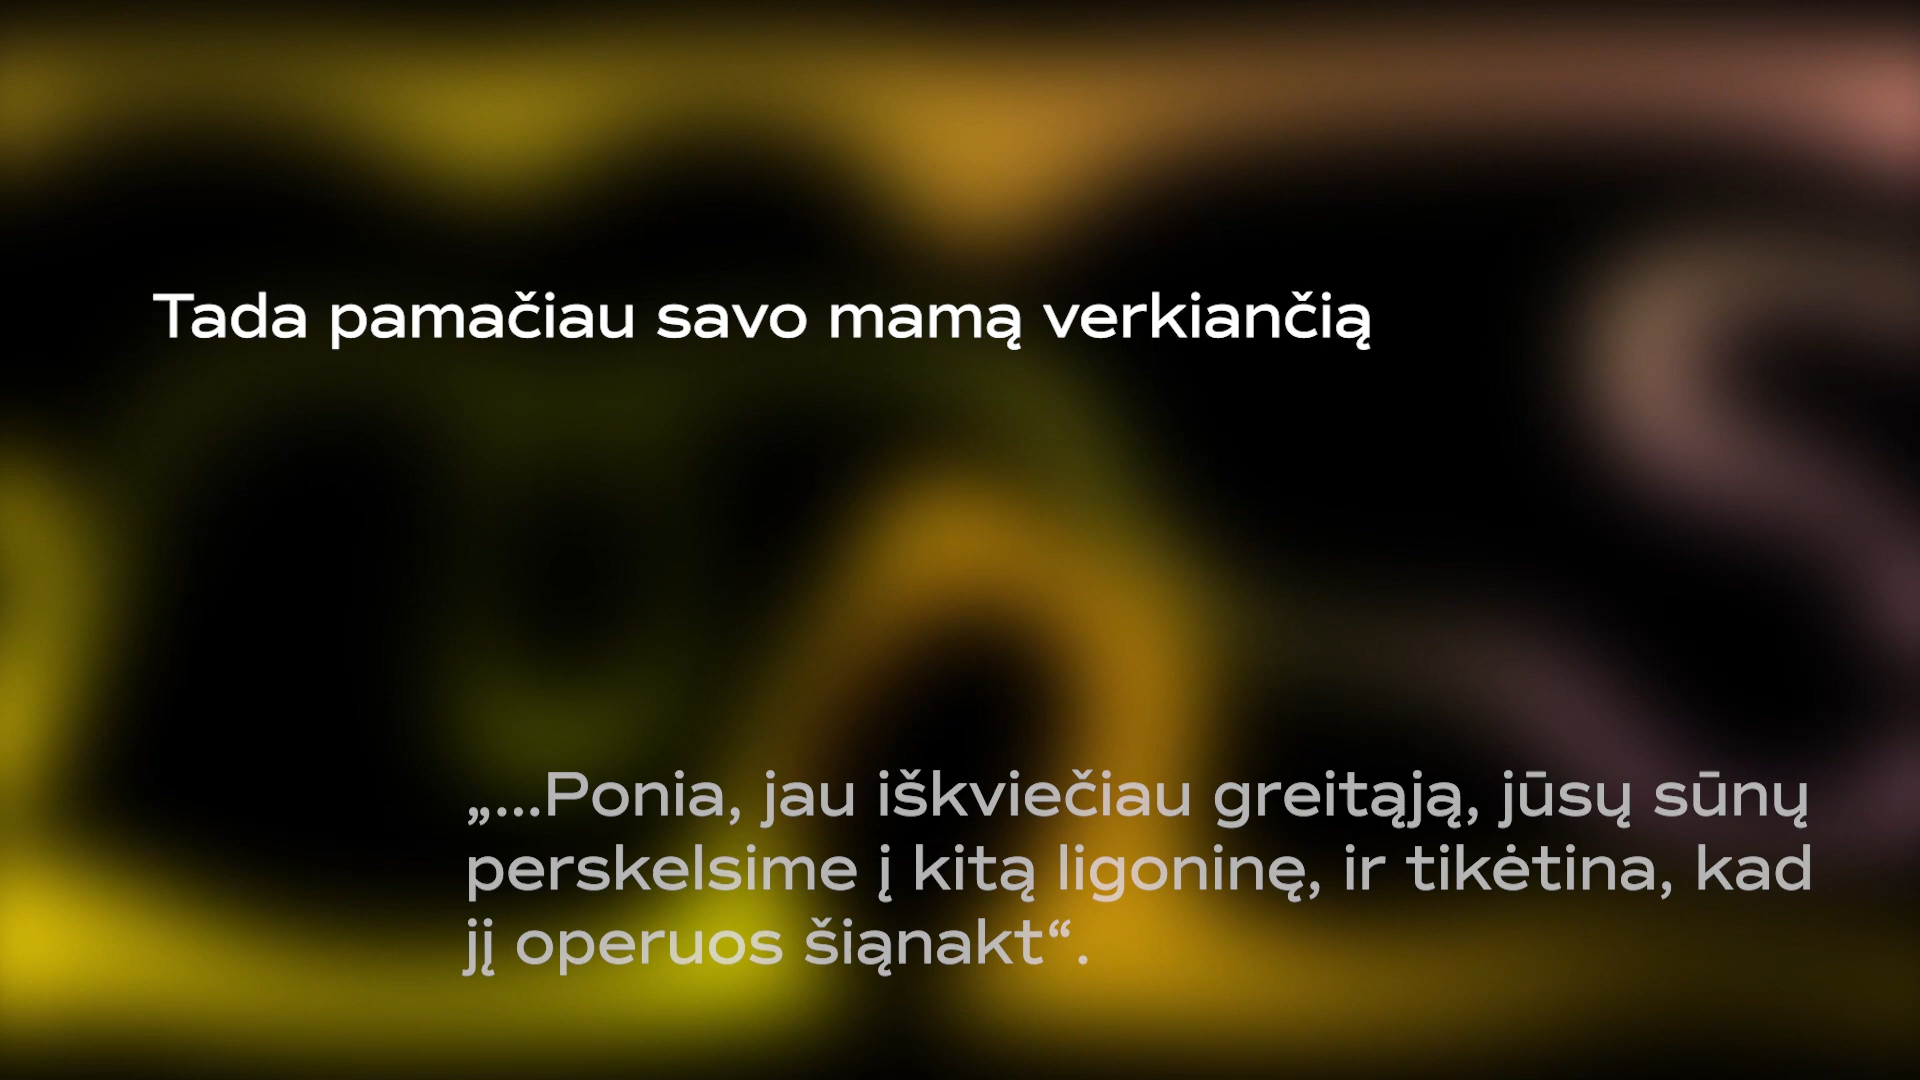 Tada pamačiau savo mamą verkiančią
„...Ponia, jau iškviečiau greitąją, jūsų sūnų
perskelsime į kitą ligoninę, ir tikėtina, kad
jį operuos šiąnakt“.